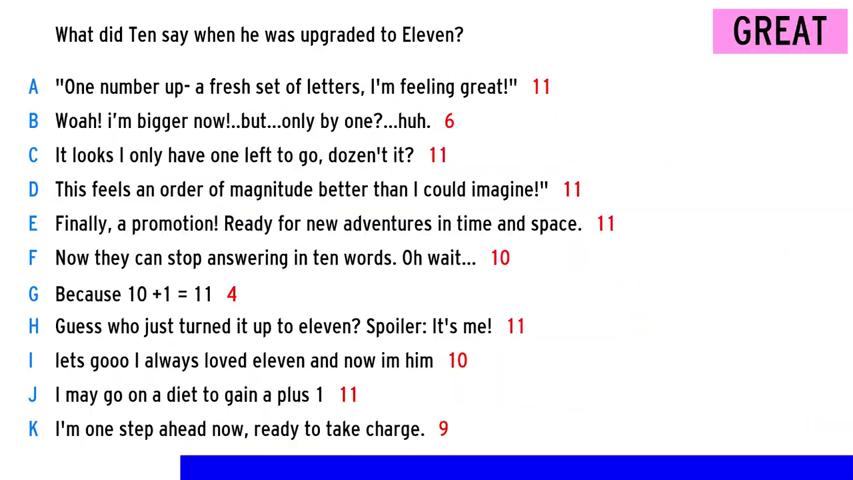 What did Ten say when he was upgraded to Eleven?
GREAT
A "One number up- a fresh set of letters, I'm feeling great!" 11
B Woah! i'm bigger now!..but...only by one?...huh. 6
C It looks I only have one left to go, dozen't it? 11
D This feels an order of magnitude better than I could imagine!" 11
E Finally, a promotion! Ready for new adventures in time and space. 11
F Now they can stop answering in ten words. Oh wait... 10
G Because 10 +1 = 11 4
H Guess who just turned it up to eleven? Spoiler: It's me! 11
I lets gooo I always loved eleven and now im him 10
J I may go on a diet to gain a plus 1 11
K I'm one step ahead now, ready to take charge. 9